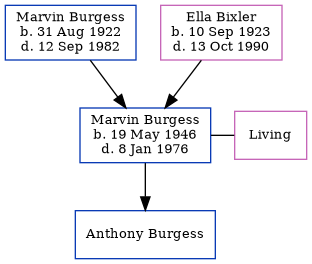 Marvin Burgess
b. 31 Aug 1922
d. 12 Sep 1982
Ella Bixler
b. 10 Sep 1923
d. 13 Oct 1990
Marvin Burgess
b. 19 May 1946
d. 8 Jan 1976
Living
Anthony Burgess